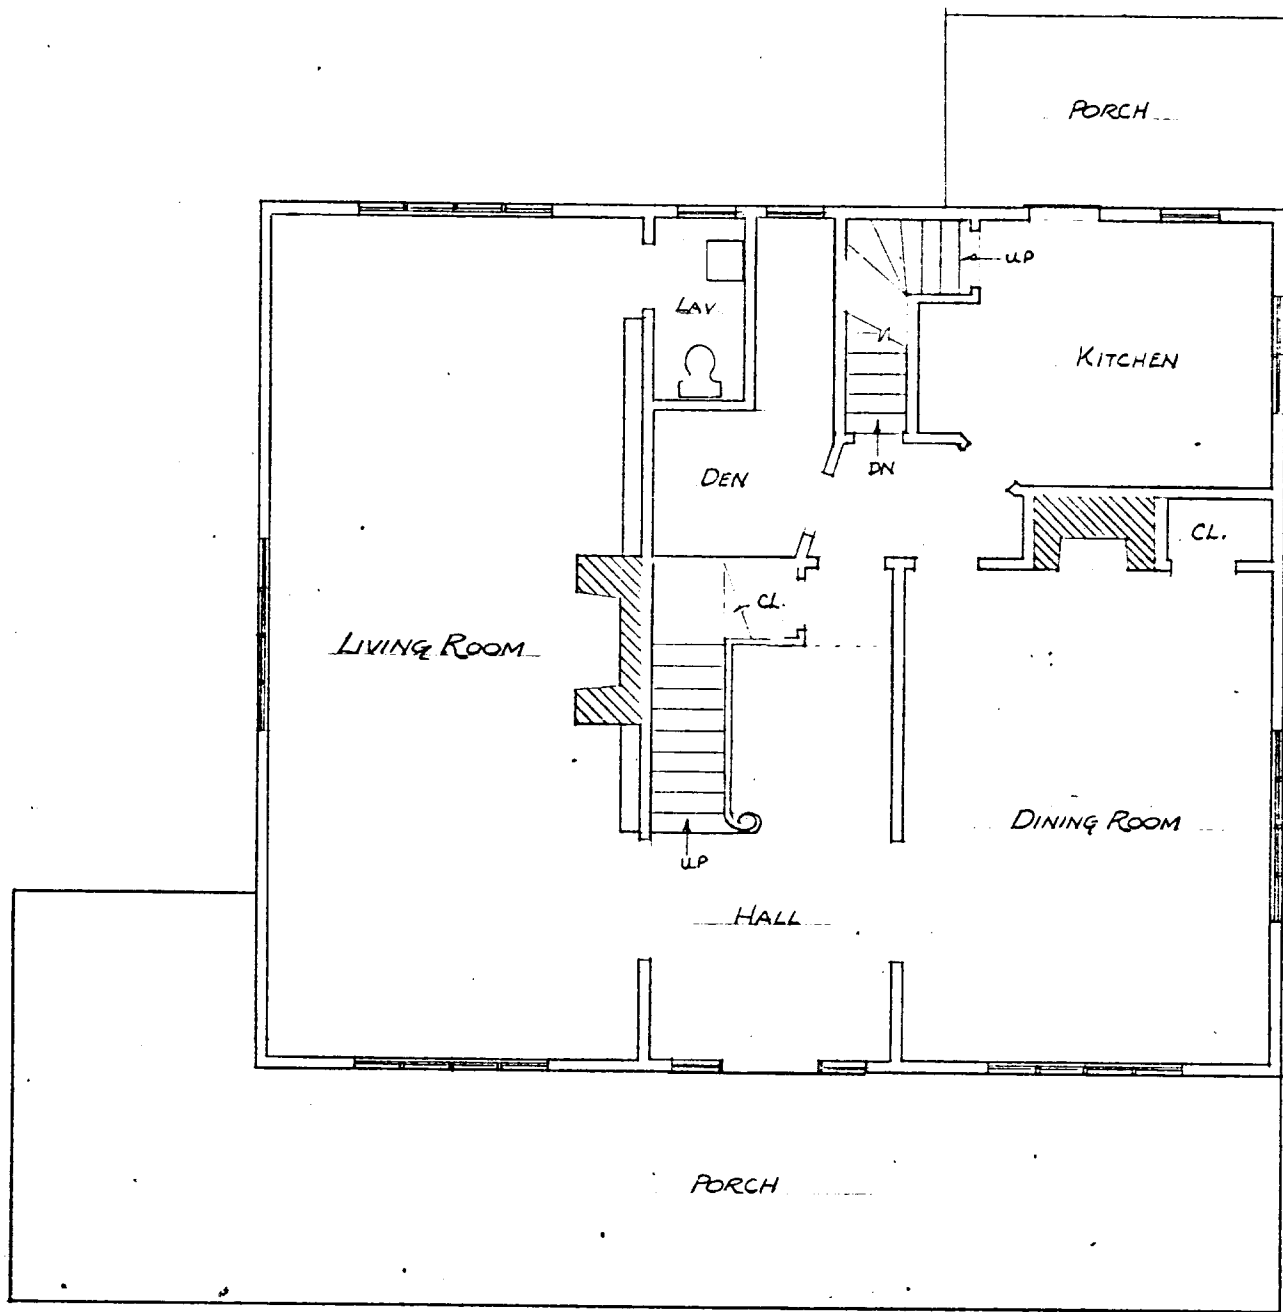 PORCH
UP
LAV.
KITCHEN
DEN
DN
CL.
CL.
LIVING ROOM
DINING ROOM
UP
HALL
PORCH